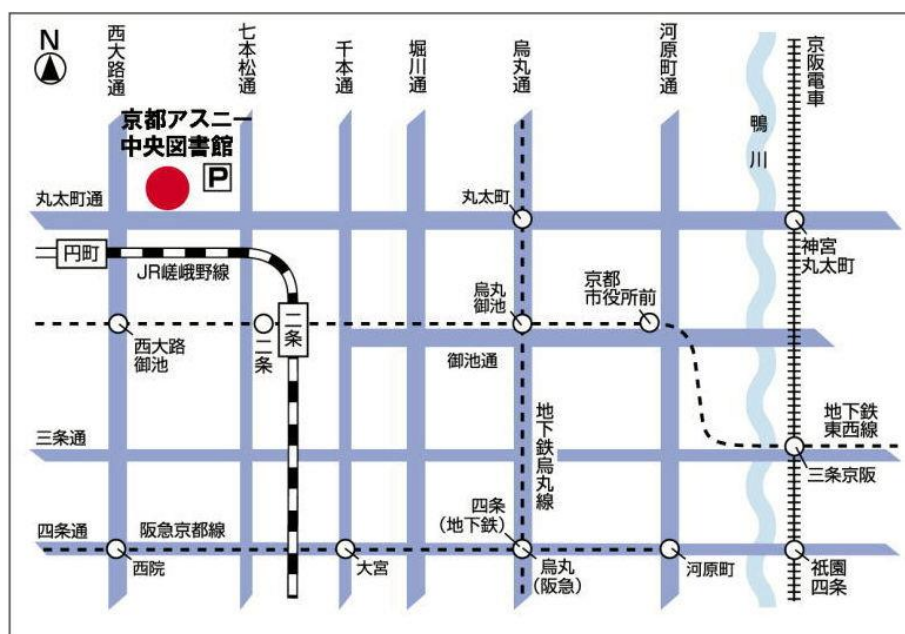 N
西大路通
七本松通
千本通
堀川通
烏丸通
河原町通
鴨川
京阪電車
京都アスニー
中央図書館
P
丸太町通
丸太町
神宮
丸太町
円町
JR嵯峨野線
二条
二条
西大路
御池
烏丸
御池
京都
市役所前
御池通
三条通
地下鉄烏丸線
地下鉄
東西線
三条京阪
四条通
阪急京都線
四条
(地下鉄)
西院
大宮
烏丸
(阪急)
河原町
祇園
四条